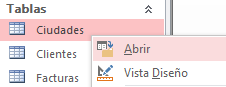 Tablas
Ciudades
Abrir
Clientes
Vista Diseño
Facturas